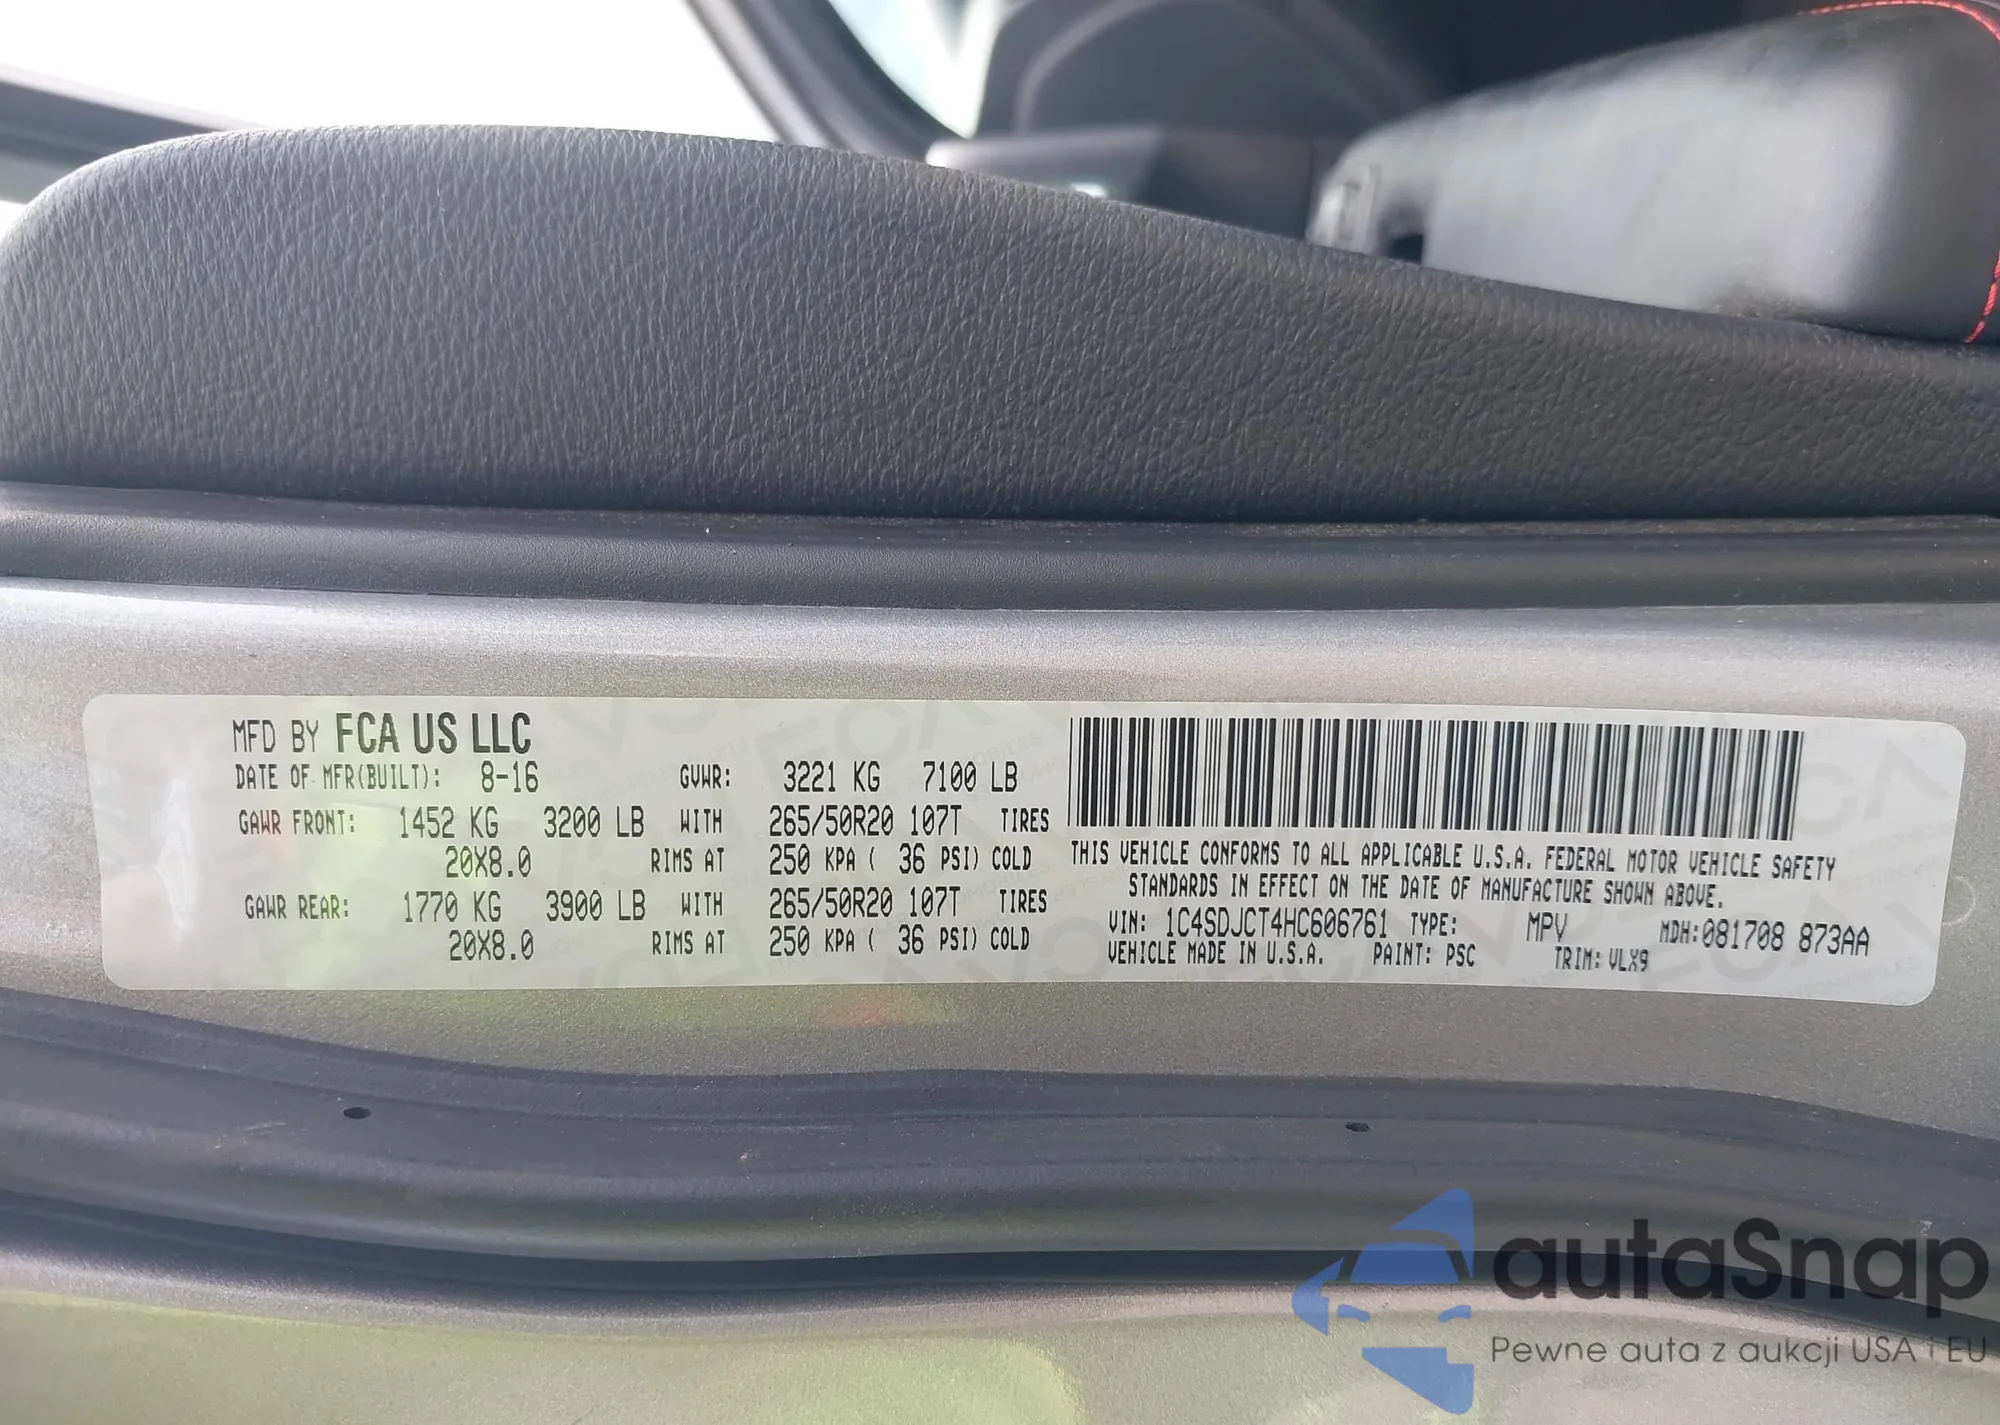 MFD BY FCA US LLC
DATE OF MFR(BUILT): 8-16 GVWR: 3221 KG 7100 LB
GAWR FRONT: 1452 KG 3200 LB WITH 265/50R20 107T TIRES
20X8.0 RIMS AT 250 KPA ( 36 PSI) COLD
GAWR REAR: 1770 KG 3900 LB WITH 265/50R20 107T TIRES
20X8.0 RIMS AT 250 KPA ( 36 PSI) COLD
THIS VEHICLE CONFORMS TO ALL APPLICABLE U.S.A. FEDERAL MOTOR VEHICLE SAFETY
STANDARDS IN EFFECT ON THE DATE OF MANUFACTURE SHOWN ABOVE.
VIN: 1C4SDJCT4HC606761 TYPE: MPV MDH:081708 873AA
VEHICLE MADE IN U.S.A. PAINT: PSC TRIM: VLX9
autaSnap
Pewne auta z aukcji USA i EU